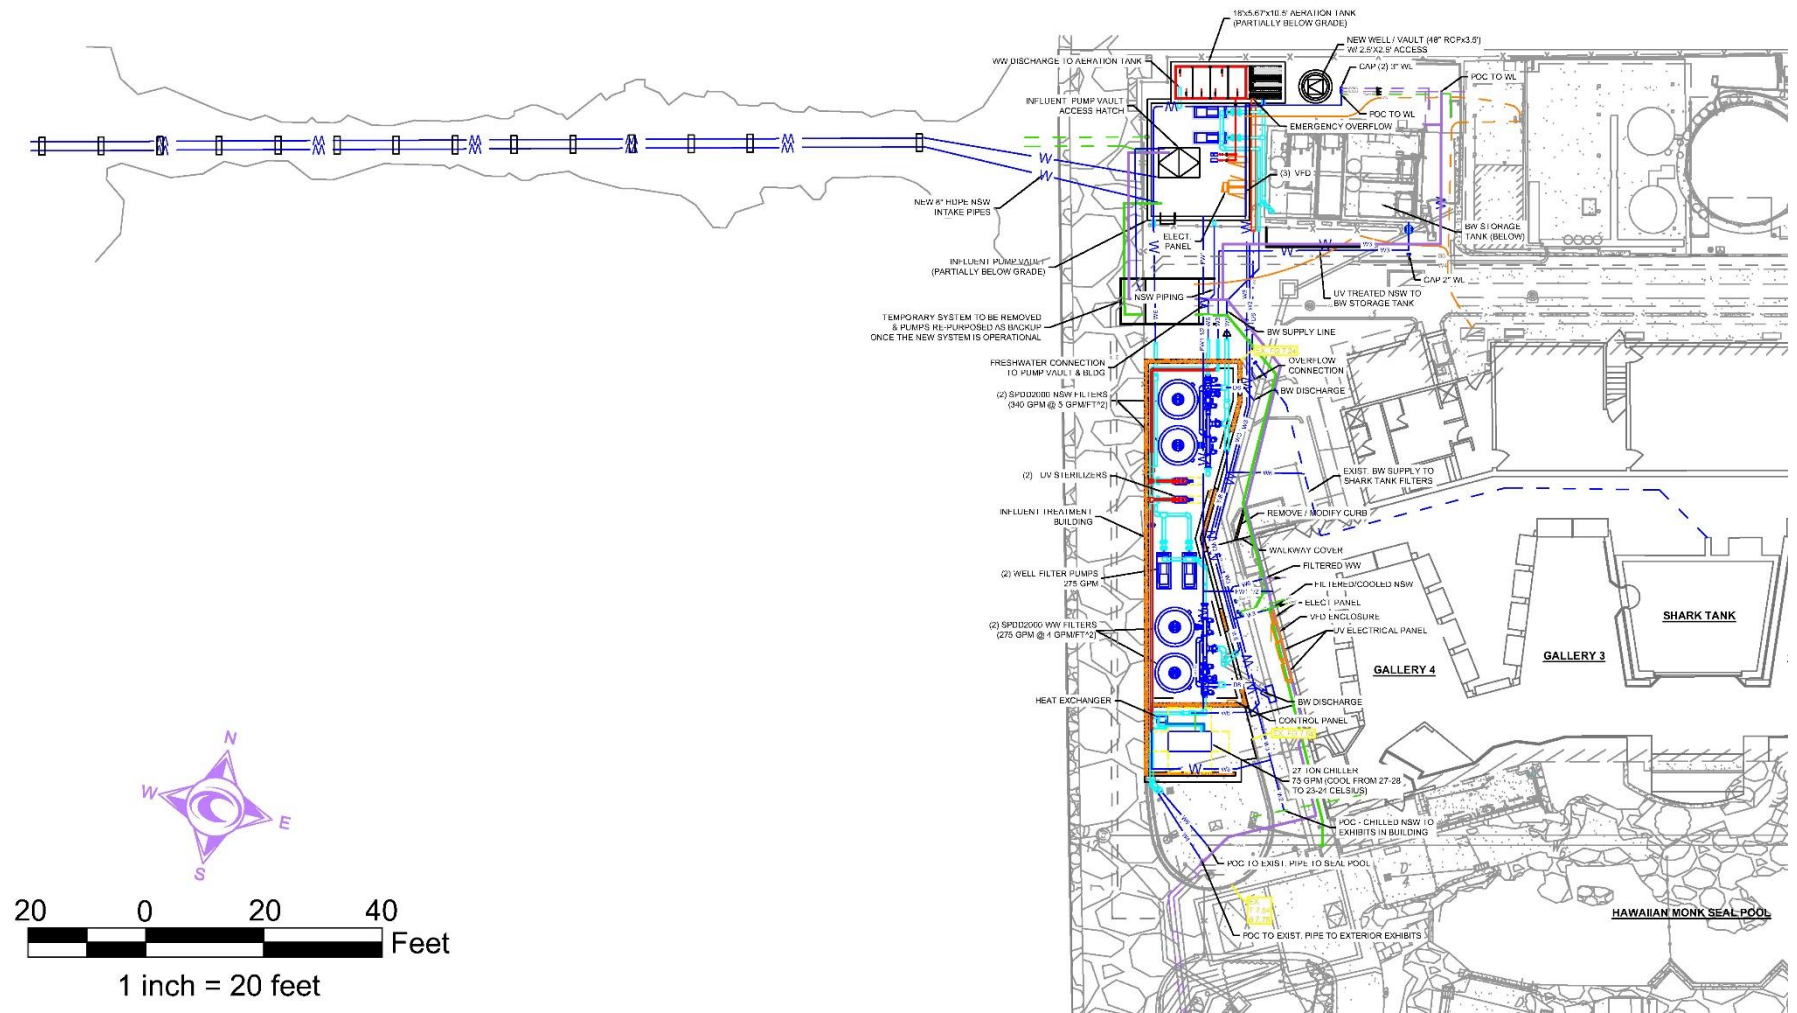 18'x5.67'x10.5' AERATION TANK
(PARTIALLY BELOW GRADE)
NEW WELL / VAULT (48" RCPx3.5')
W/ 2.5'X2.5' ACCESS
WW DISCHARGE TO AERATION TANK
CAP (2) 3" WL
POC TO WL
INFLUENT PUMP VAULT
ACCESS HATCH
POC TO WL
EMERGENCY OVERFLOW
(3) VFD
NEW 8" HDPE NSW
INTAKE PIPES
ELECT.
PANEL
BW STORAGE
TANK (BELOW)
INFLUENT PUMP VAULT
(PARTIALLY BELOW GRADE)
CAP 2" WL
NSW PIPING
UV TREATED NSW TO
BW STORAGE TANK
TEMPORARY SYSTEM TO BE REMOVED
& PUMPS RE-PURPOSED AS BACKUP
ONCE THE NEW SYSTEM IS OPERATIONAL
BW SUPPLY LINE
FRESHWATER CONNECTION
TO PUMP VAULT & BLDG
OVERFLOW
CONNECTION
BW DISCHARGE
(2) SPDD2000 NSW FILTERS
(340 GPM @ 5 GPM/FT^2)
(2) UV STERILIZERS
EXIST. BW SUPPLY TO
SHARK TANK FILTERS
INFLUENT TREATMENT
BUILDING
REMOVE / MODIFY CURB
WALKWAY COVER
(2) WELL FILTER PUMPS
275 GPM
FILTERED WW
FILTERED/COOLED NSW
ELECT PANEL
VFD ENCLOSURE
UV ELECTRICAL PANEL
(2) SPDD2000 WW FILTERS
(275 GPM @ 4 GPM/FT^2)
SHARK TANK
GALLERY 3
GALLERY 4
HEAT EXCHANGER
BW DISCHARGE
CONTROL PANEL
27 TON CHILLER
75 GPM (COOL FROM 27-28
TO 23-24 CELSIUS)
POC - CHILLED NSW TO
EXHIBITS IN BUILDING
POC TO EXIST. PIPE TO SEAL POOL
HAWAIIAN MONK SEAL POOL
POC TO EXIST. PIPE TO EXTERIOR EXHIBITS
N
W
E
S
20 0 20 40
Feet
1 inch = 20 feet